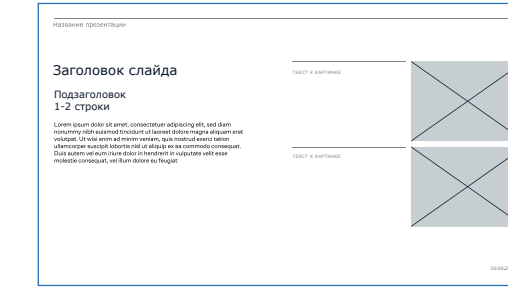 Название презентации
Заголовок слайда
Подзаголовок
1-2 строки
Lorem ipsum dolor sit amet, consectetuer adipiscing elit, sed diam
nonummy nibh euismod tincidunt ut laoreet dolore magna aliquam erat
volutpat. Ut wisi enim ad minim veniam, quis nostrud exerci tation
ullamcorper suscipit lobortis nisl ut aliquip ex ea commodo consequat.
Duis autem vel eum iriure dolor in hendrerit in vulputate velit esse
molestie consequat, vel illum dolore eu feugiat
ТЕКСТ К КАРТИНКЕ
ТЕКСТ К КАРТИНКЕ